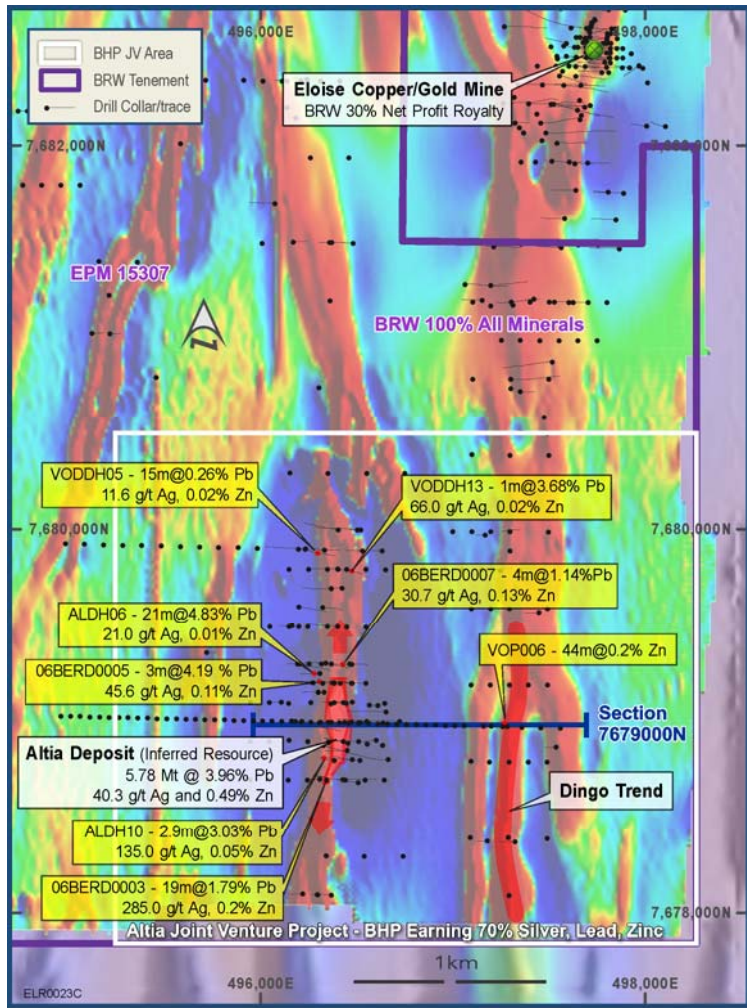 BHP JV Area
BRW Tenement
Drill Collar/trace
496,000E
498,000E
Eloise Copper/Gold Mine
BRW 30% Net Profit Royalty
7,682,000N
7,682,000N
EPM 15307
BRW 100% All Minerals
N
VODDH05 - 15m@0.26% Pb
11.6 g/t Ag, 0.02% Zn
VODDH13 - 1m@3.68% Pb
66.0 g/t Ag, 0.02% Zn
7,680,000N
7,680,000N
06BERD0007 - 4m@1.14%Pb
30.7 g/t Ag, 0.13% Zn
ALDH06 - 21m@4.83% Pb
21.0 g/t Ag, 0.01% Zn
VOP006 - 44m@0.2% Zn
06BERD0005 - 3m@4.19 % Pb
45.6 g/t Ag, 0.11% Zn
Section
7679000N
Altia Deposit (Inferred Resource)
5.78 Mt @ 3.96% Pb
40.3 g/t Ag and 0.49% Zn
Dingo Trend
ALDH10 - 2.9m@3.03% Pb
135.0 g/t Ag, 0.05% Zn
06BERD0003 - 19m@1.79% Pb
285.0 g/t Ag, 0.2% Zn
7,678,000N
Altia Joint Venture Project - BHP Earning 70% Silver, Lead, Zinc
1km
ELR0023C
496,000E
498,000E